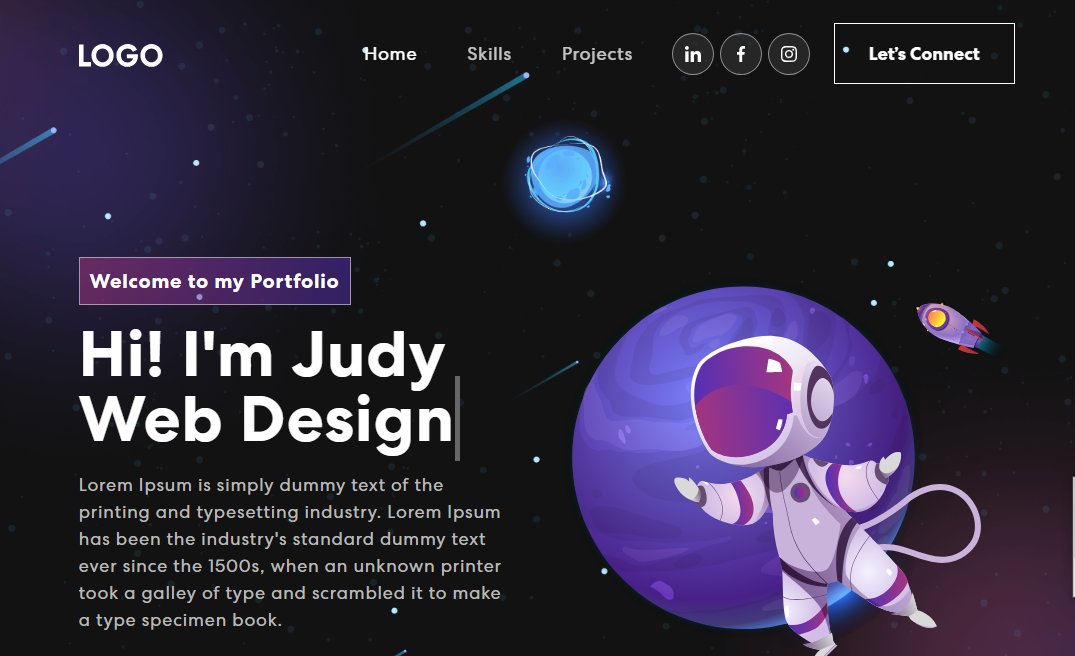 LOGO
Home Skills Projects in f Let's Connect
Welcome to my Portfolio
Hi! I'm Judy
Web Design
Lorem Ipsum is simply dummy text of the
printing and typesetting industry. Lorem Ipsum
has been the industry's standard dummy text
ever since the 1500s, when an unknown printer
took a galley of type and scrambled it to make
a type specimen book.